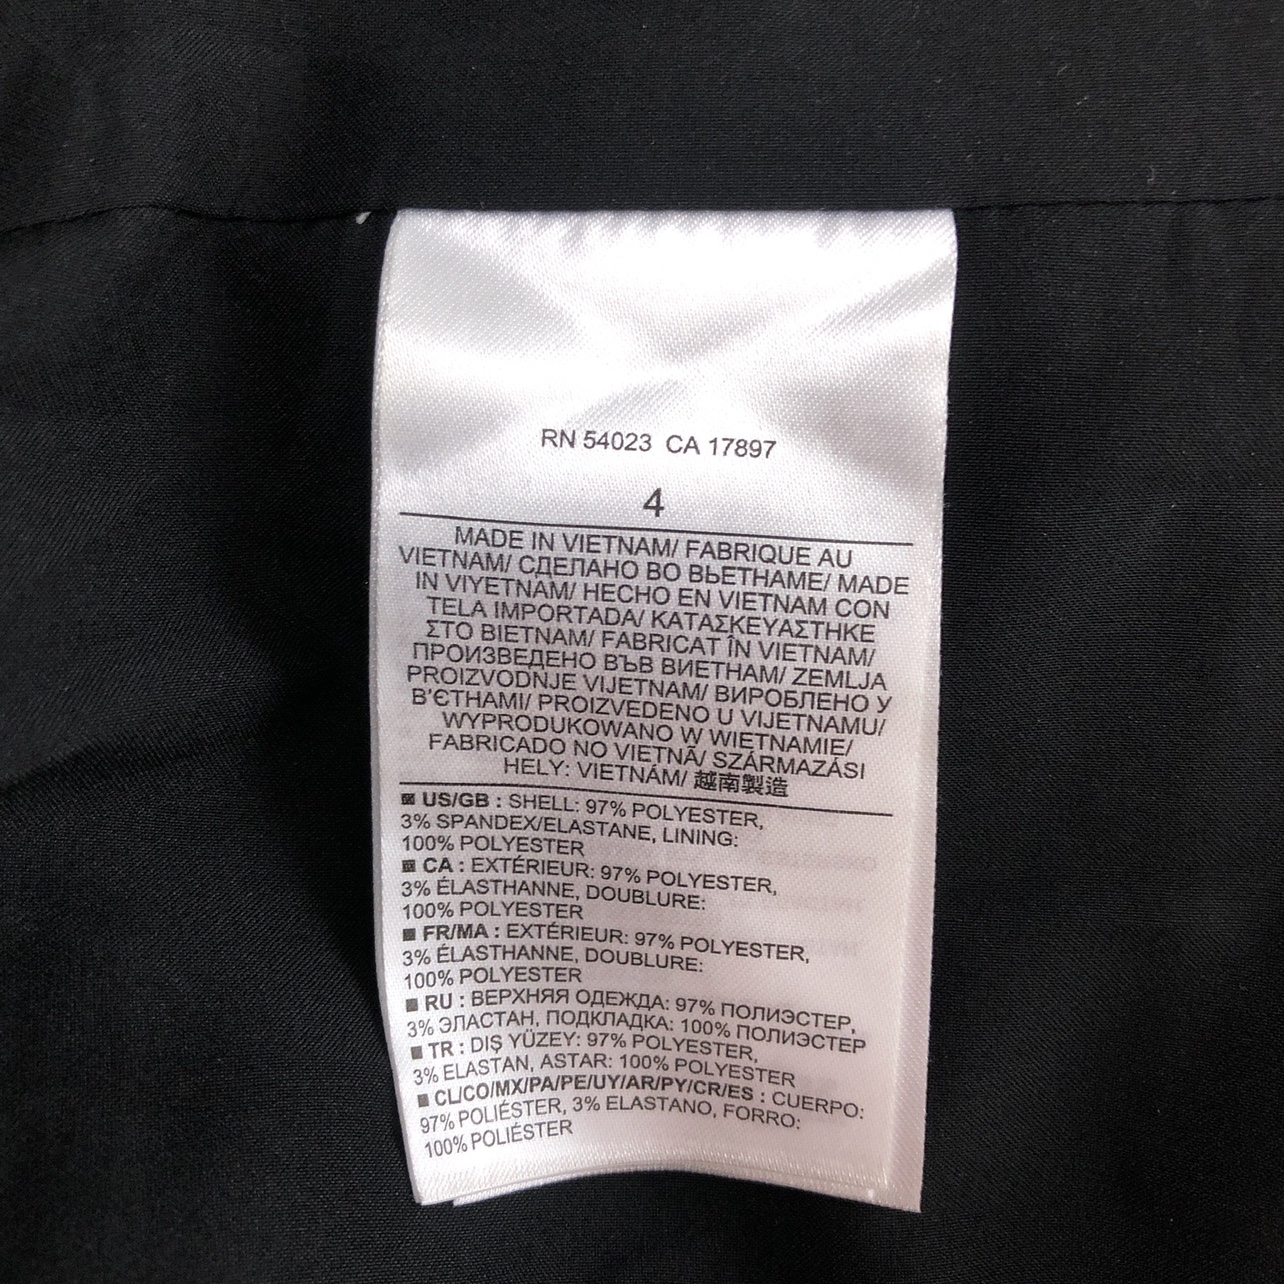 RN 54023 CA 17897
4
MADE IN VIETNAM/ FABRIQUE AU
VIETNAM/ СДЕЛАНО ВО ВЬЕТНАМЕ/ MADE
IN VIYETNAM/ HECHO EN VIETNAM CON
TELA IMPORTADA/ ΚΑΤΑΣΚΕΥΑΣΤΗΚΕ
ΣΤΟ ΒΙΕΤΝΑΜ/ FABRICAT ÎN VIETNAM/
ПРОИЗВЕДЕНО ВЪВ ВИЕТНАМ/ ZEMLJA
PROIZVODNJE VIJETNAM/ ВИРОБЛЕНО У
В'ЄТНАМІ/ PROIZVEDENO U VIJETNAMU/
WYPRODUKOWANO W WIETNAMIE/
FABRICADO NO VIETNÃ/ SZÁRMAZÁSI
HELY: VIETNÁM/ 越南製造
US/GB : SHELL: 97% POLYESTER,
3% SPANDEX/ELASTANE, LINING:
100% POLYESTER
CA : EXTÉRIEUR: 97% POLYESTER,
3% ÉLASTHANNE, DOUBLURE:
100% POLYESTER
FR/MA : EXTÉRIEUR: 97% POLYESTER,
3% ÉLASTHANNE, DOUBLURE:
100% POLYESTER
RU : ВЕРХНЯЯ ОДЕЖДА: 97% ПОЛИЭСТЕР,
3% ЭЛАСТАН, ПОДКЛАДКА: 100% ПОЛИЭСТЕР
TR : DIŞ YÜZEY: 97% POLYESTER,
3% ELASTAN, ASTAR: 100% POLYESTER
CL/CO/MX/PA/PE/UY/AR/PY/CR/ES : CUERPO:
97% POLIÉSTER, 3% ELASTANO, FORRO:
100% POLIÉSTER